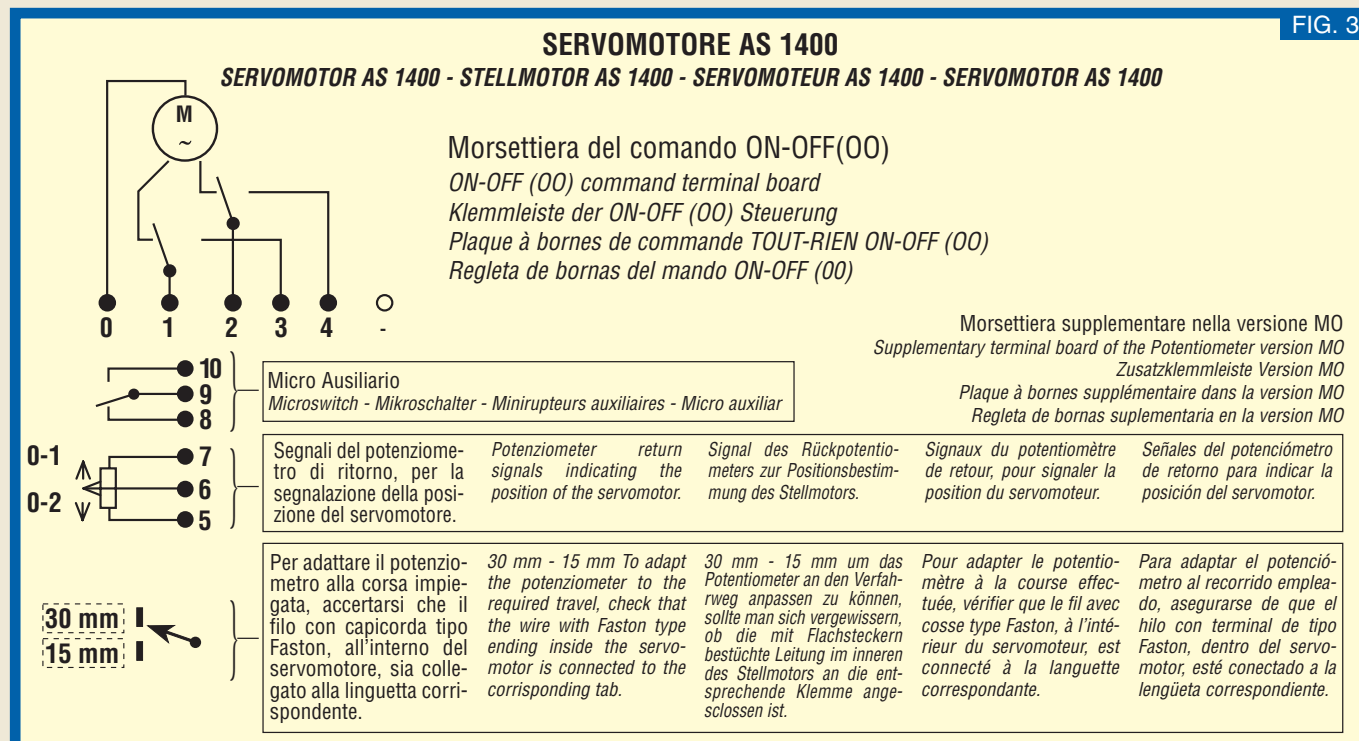 FIG. 3
SERVOMOTORE AS 1400
SERVOMOTOR AS 1400 - STELLMOTOR AS 1400 - SERVOMOTEUR AS 1400 - SERVOMOTOR AS 1400
M
~
Morsettiera del comando ON-OFF(OO)
ON-OFF (OO) command terminal board
Klemmleiste der ON-OFF (OO) Steuerung
Plaque à bornes de commande TOUT-RIEN ON-OFF (OO)
Regleta de bornas del mando ON-OFF (00)
0 1 2 3 4 -
Morsettiera supplementare nella versione MO
Supplementary terminal board of the Potentiometer version MO
Zusatzklemmleiste Version MO
Plaque à bornes supplémentaire dans la version MO
Regleta de bornas suplementaria en la version MO
10
9
8
Micro Ausiliario
Microswitch - Mikroschalter - Minirupteurs auxiliaires - Micro auxiliar
0-1
0-2
7
6
5
Segnali del potenziome-
tro di ritorno, per la
segnalazione della posi-
zione del servomotore.
Potenziometer return
signals indicating the
position of the servomotor.
Signal des Rückpotentio-
meters zur Positionsbestim-
mung des Stellmotors.
Signaux du potentiomètre
de retour, pour signaler la
position du servomoteur.
Señales del potenciómetro
de retorno para indicar la
posición del servomotor.
30 mm
15 mm
Per adattare il potenzio-
metro alla corsa impie-
gata, accertarsi che il
filo con capicorda tipo
Faston, all'interno del
servomotore, sia colle-
gato alla linguetta corri-
spondente.
30 mm - 15 mm To adapt
the potenziometer to the
required travel, check that
the wire with Faston type
ending inside the servo-
motor is connected to the
corrisponding tab.
30 mm - 15 mm um das
Potentiometer an den Verfah-
rweg anpassen zu können,
sollte man sich vergewissern,
ob die mit Flachsteckern
bestüchte Leitung im inneren
des Stellmotors an die ent-
sprechende Klemme ange-
sclossen ist.
Pour adapter le potentio-
mètre à la course effec-
tuée, vérifier que le fil avec
cosse type Faston, à l'inté-
rieur du servomoteur, est
connecté à la languette
correspondante.
Para adaptar el potenció-
metro al recorrido emplea-
do, asegurarse de que el
hilo con terminal de tipo
Faston, dentro del servo-
motor, esté conectado a la
lengüeta correspondiente.